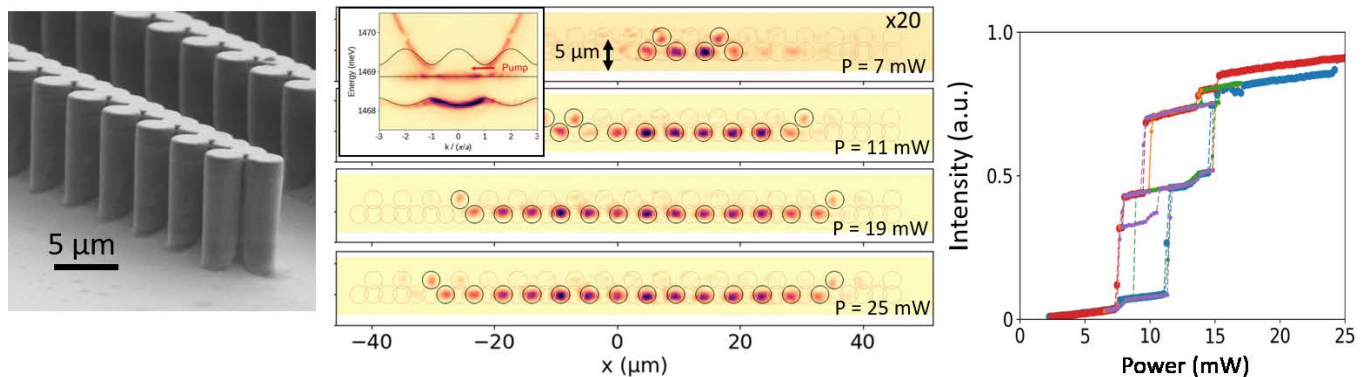 5 μm
1470
1469
1468
Energy (meV)
Pump
-3 -2 -1 0 1 2 3
k / (π/a)
5 μm
x20
P = 7 mW
P = 11 mW
P = 19 mW
P = 25 mW
−40 −20 0 20 40
x (μm)
1.0
0.5
0
Intensity (a.u.)
0 5 10 15 20 25
Power (mW)